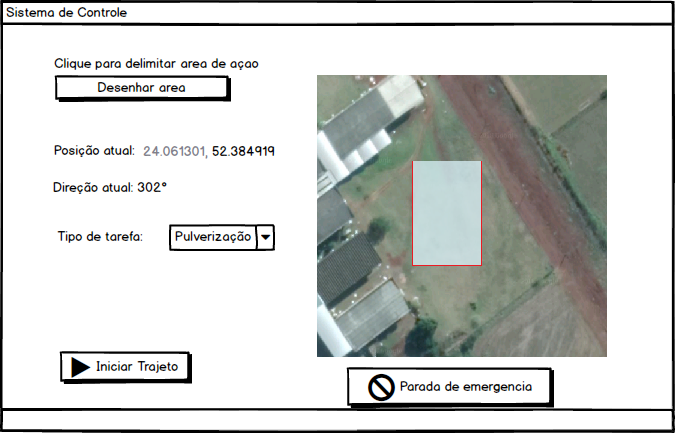 Sistema de Controle
Clique para delimitar area de açao
Desenhar area
Posição atual: 24.061301, 52.384919
Direção atual: 302°
Tipo de tarefa: Pulverização
Iniciar Trajeto
Parada de emergencia